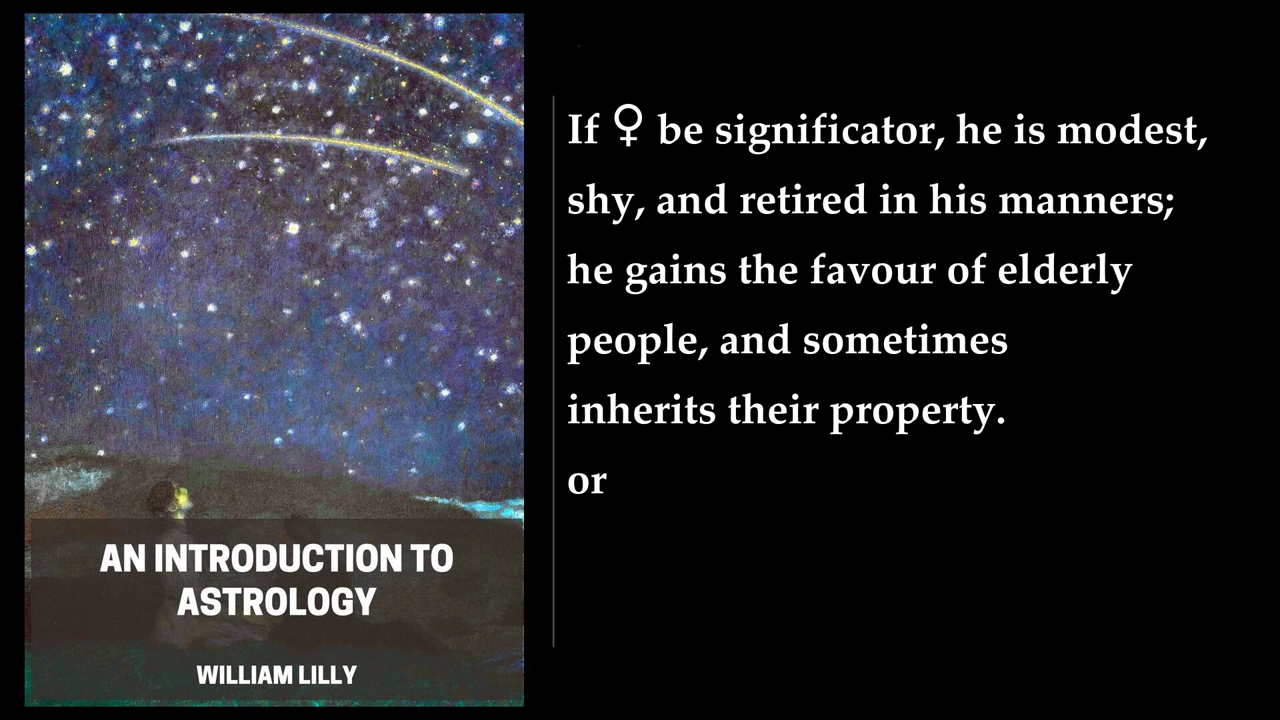 AN INTRODUCTION TO
ASTROLOGY
WILLIAM LILLY
If ♀ be significator, he is modest,
shy, and retired in his manners;
he gains the favour of elderly
people, and sometimes
inherits their property.
or